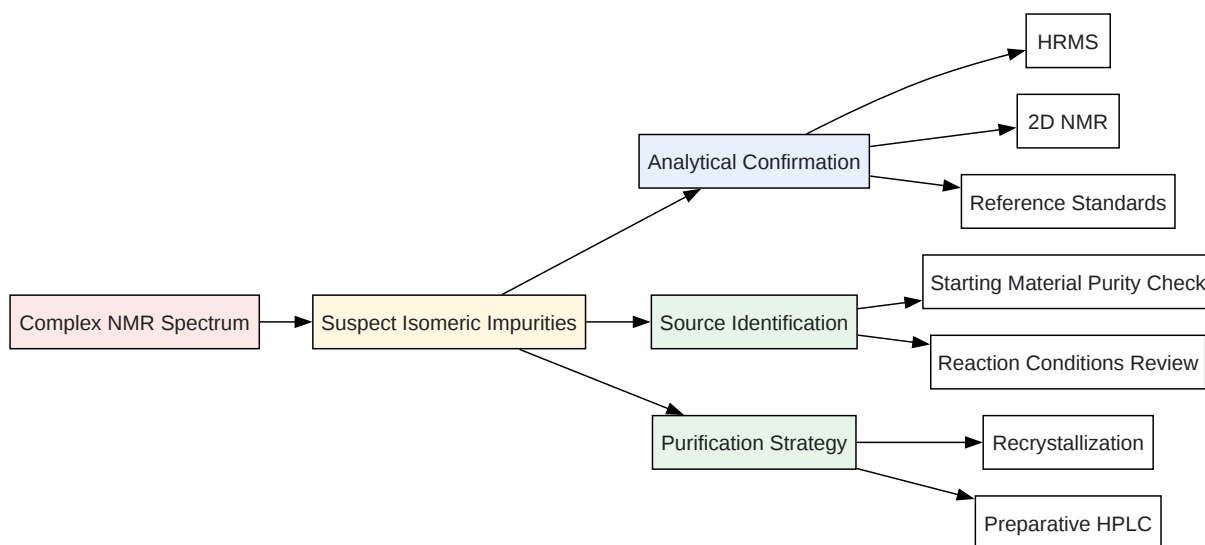 Complex NMR Spectrum
Suspect Isomeric Impurities
Analytical Confirmation
HRMS
2D NMR
Reference Standards
Source Identification
Starting Material Purity Check
Reaction Conditions Review
Purification Strategy
Recrystallization
Preparative HPLC